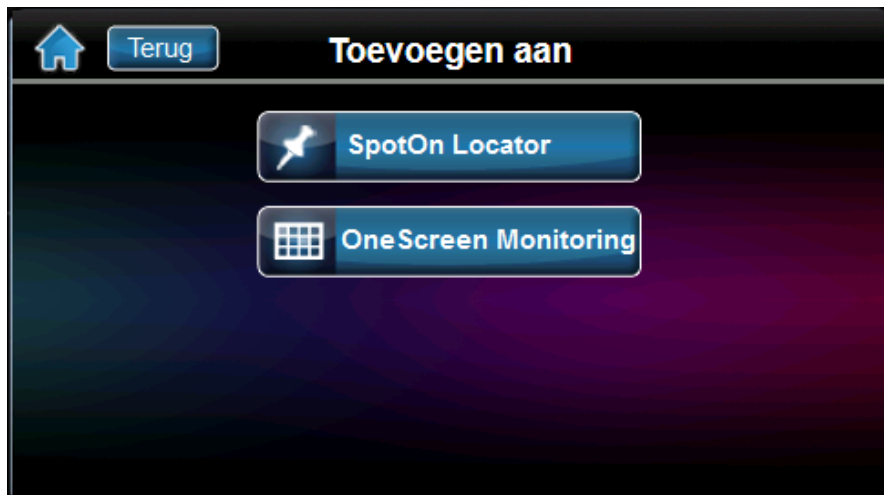 Terug
Toevoegen aan
SpotOn Locator
OneScreen Monitoring